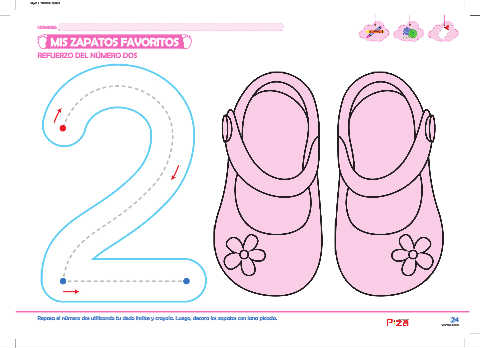 MIS ZAPATOS FAVORITOS
REFUERZO DEL NÚMERO DOS
Repasa el número dos utilizando tu dedo índice y crayola. Luego, decora los zapatos con lana picada.
24